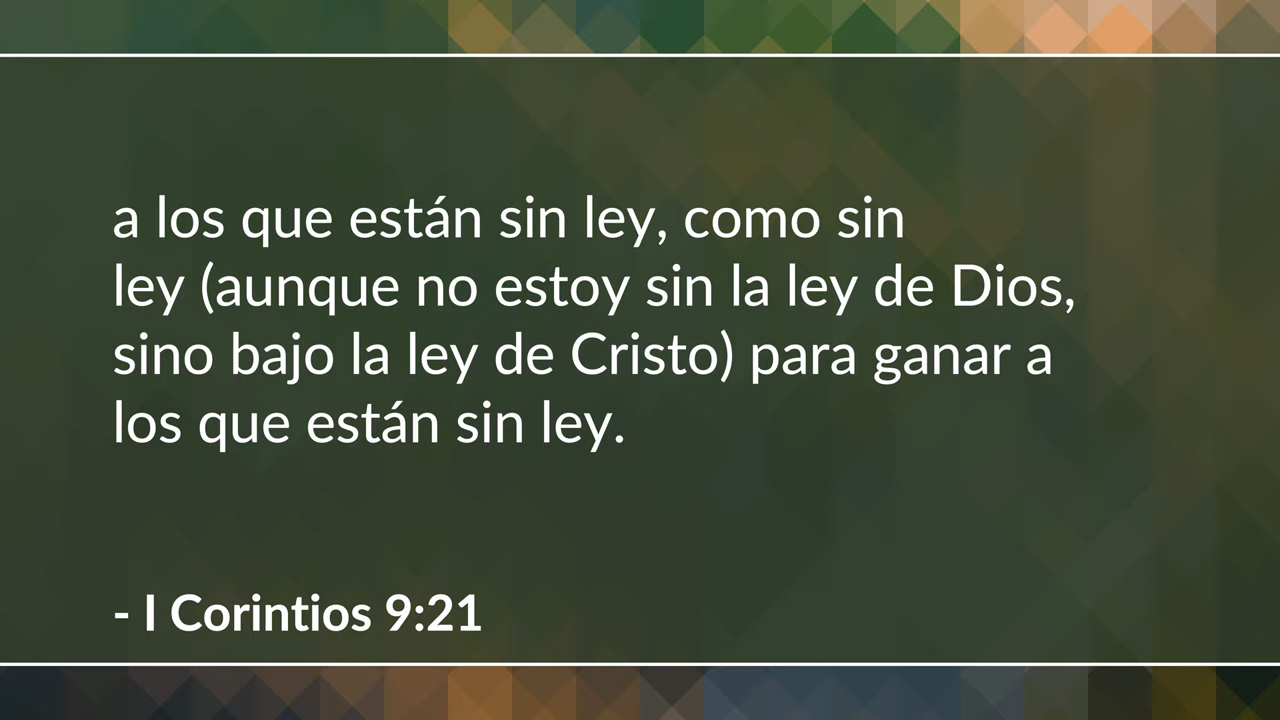 a los que están sin ley, como sin
ley (aunque no estoy sin la ley de Dios,
sino bajo la ley de Cristo) para ganar a
los que están sin ley.
- I Corintios 9:21